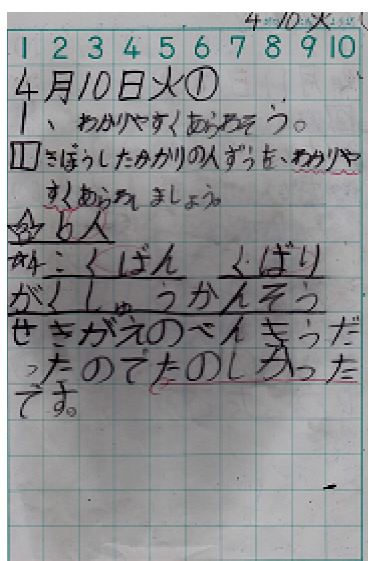 4 10 火
1 2 3 4 5 6 7 8 9 10
4月10日火①
1、わかりやすくあらわそう。
1 きぼうしたかかりの人ずうを、わかりや
すくあらわしましょう。
6人
4こくばん くばり
がくしゅうかんそう
せきがえのべんきょうだ
ったのでたのしかった
です。